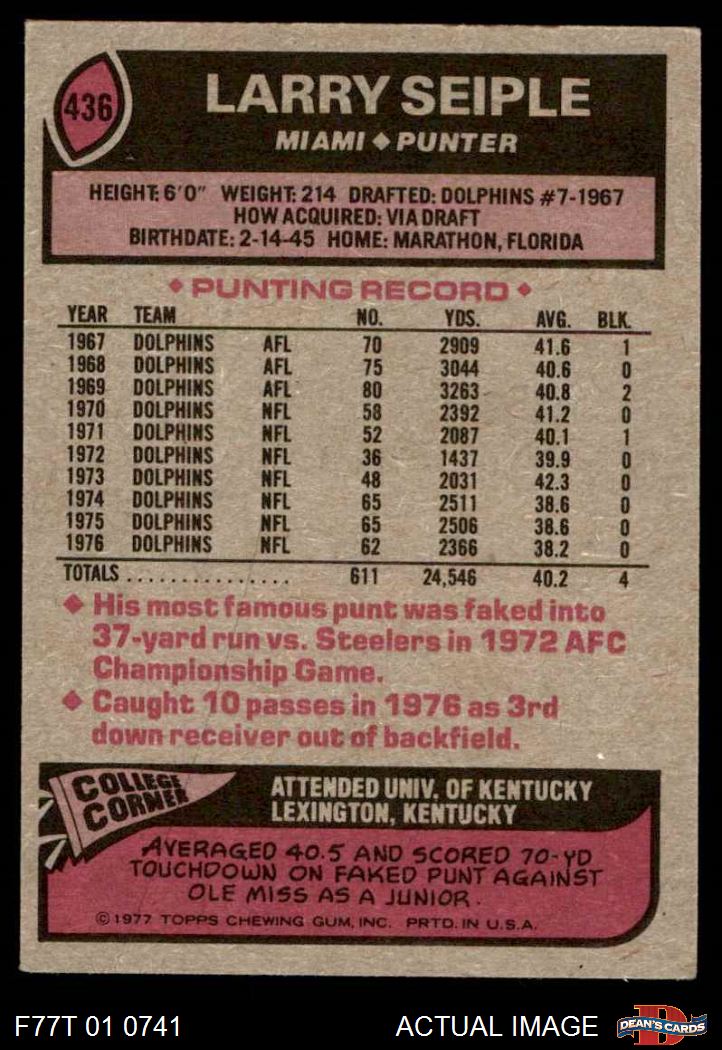 436
LARRY SEIPLE
MIAMI ◆ PUNTER
HEIGHT: 6'0" WEIGHT: 214 DRAFTED: DOLPHINS #7-1967
HOW ACQUIRED: VIA DRAFT
BIRTHDATE: 2-14-45 HOME: MARATHON, FLORIDA
◆ PUNTING RECORD ◆
YEAR TEAM NO. YDS. AVG. BLK.
1967 DOLPHINS AFL 70 2909 41.6 1
1968 DOLPHINS AFL 75 3044 40.6 0
1969 DOLPHINS AFL 80 3263 40.8 2
1970 DOLPHINS NFL 58 2392 41.2 0
1971 DOLPHINS NFL 52 2087 40.1 1
1972 DOLPHINS NFL 36 1437 39.9 0
1973 DOLPHINS NFL 48 2031 42.3 0
1974 DOLPHINS NFL 65 2511 38.6 0
1975 DOLPHINS NFL 65 2506 38.6 0
1976 DOLPHINS NFL 62 2366 38.2 0
TOTALS ................ 611 24,546 40.2 4
◆ His most famous punt was faked into
37-yard run vs. Steelers in 1972 AFC
Championship Game.
◆ Caught 10 passes in 1976 as 3rd
down receiver out of backfield.
COLLEGE
CORNER
ATTENDED UNIV. OF KENTUCKY
LEXINGTON, KENTUCKY
AVERAGED 40.5 AND SCORED 70-YD
TOUCHDOWN ON FAKED PUNT AGAINST
OLE MISS AS A JUNIOR.
© 1977 TOPPS CHEWING GUM, INC. PRTD. IN U.S.A.
F77T 01 0741
ACTUAL IMAGE
D
DEAN'S CARDS